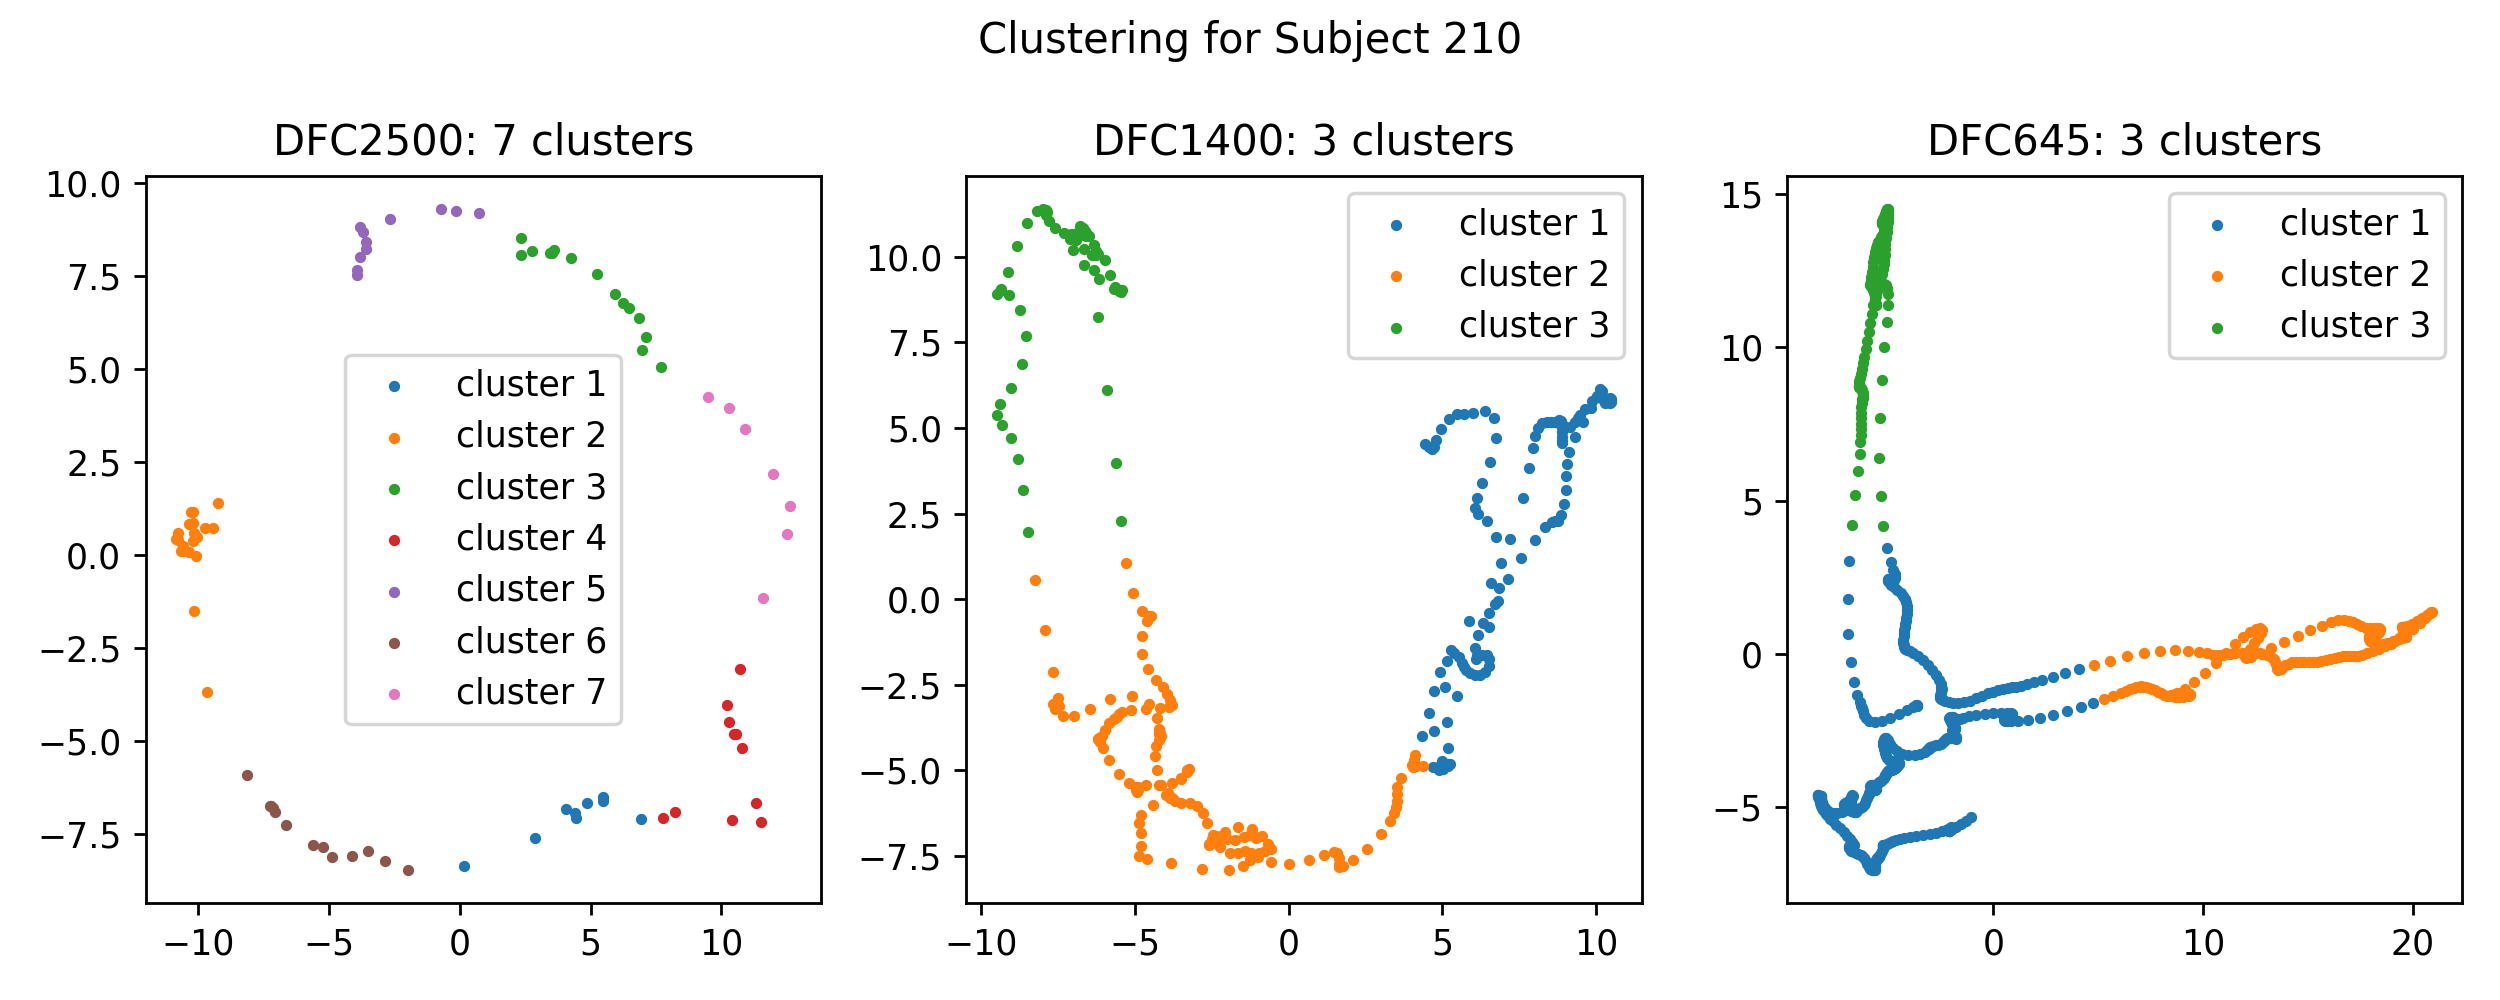 Clustering for Subject 210
DFC2500: 7 clusters
10.0
7.5
5.0
2.5
0.0
−2.5
−5.0
−7.5
−10
−5
0
5
10
cluster 1
cluster 2
cluster 3
cluster 4
cluster 5
cluster 6
cluster 7
DFC1400: 3 clusters
10.0
7.5
5.0
2.5
0.0
−2.5
−5.0
−7.5
−10
−5
0
5
10
cluster 1
cluster 2
cluster 3
DFC645: 3 clusters
15
10
5
0
−5
0
10
20
cluster 1
cluster 2
cluster 3